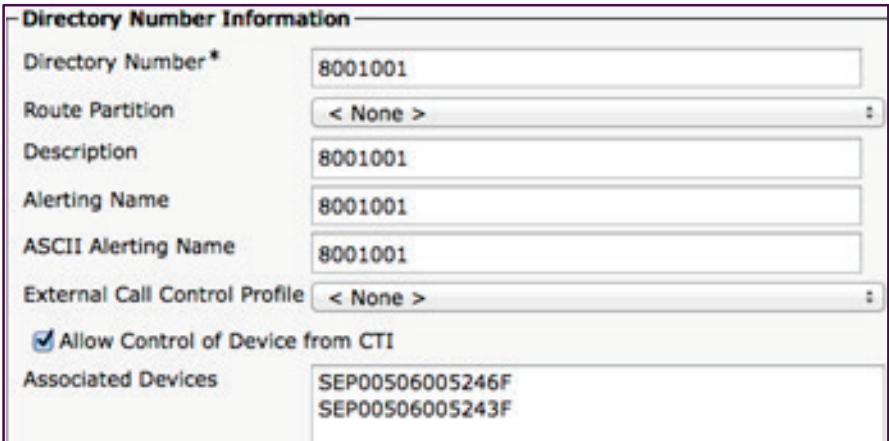 Directory Number Information
Directory Number* 8001001
Route Partition < None >
Description 8001001
Alerting Name 8001001
ASCII Alerting Name 8001001
External Call Control Profile < None >
Allow Control of Device from CTI
Associated Devices SEP00506005246F
SEP00506005243F